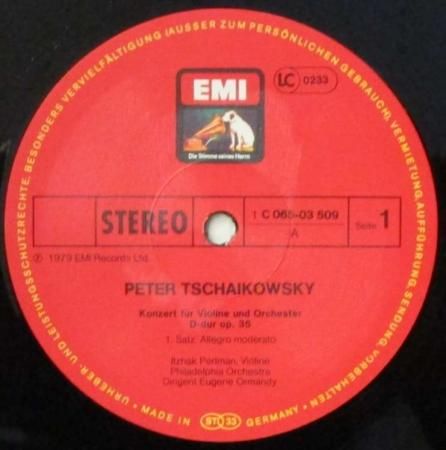 URHEBER- UND LEISTUNGSSCHUTZRECHTE, BESONDERS VERVIELFÄLTIGUNG (AUSSER ZUM PERSÖNLICHEN GEBRAUCH), VERMIETUNG, AUFFÜHRUNG, SENDUNG, VORBEHALTEN •
EMI
LC 0233
Die Stimme seines Herrn
STEREO
1 C 065-03 509
A
Seite 1
℗ 1979 EMI Records Ltd.
PETER TSCHAIKOWSKY
Konzert für Violine und Orchester
D-dur op. 35
1. Satz: Allegro moderato
Itzhak Perlman, Violine
Philadelphia Orchestra
Dirigent Eugene Ormandy
• MADE IN GERMANY •
ST 33